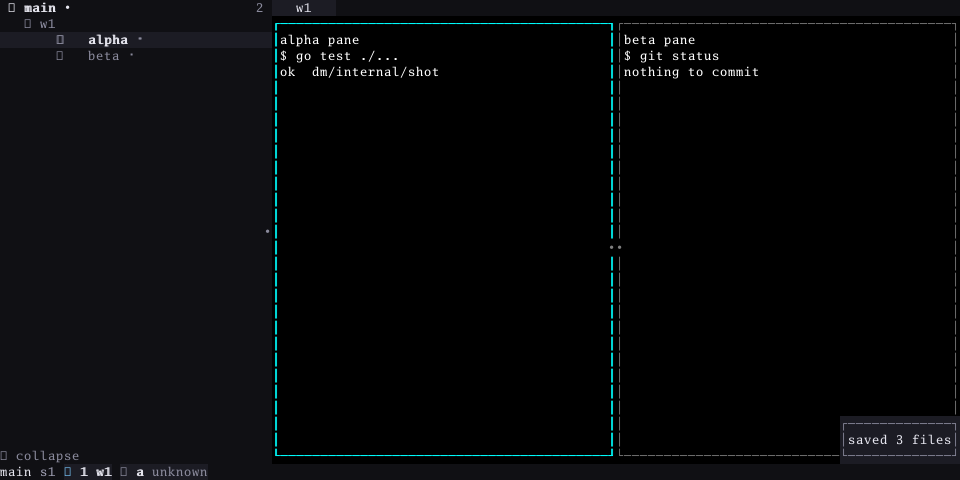 main •
2
w1
alpha •
beta •
collapse
w1
alpha pane
$ go test ./...
ok  dm/internal/shot
beta pane
$ git status
nothing to commit
saved 3 files
main s1 1 w1 a unknown